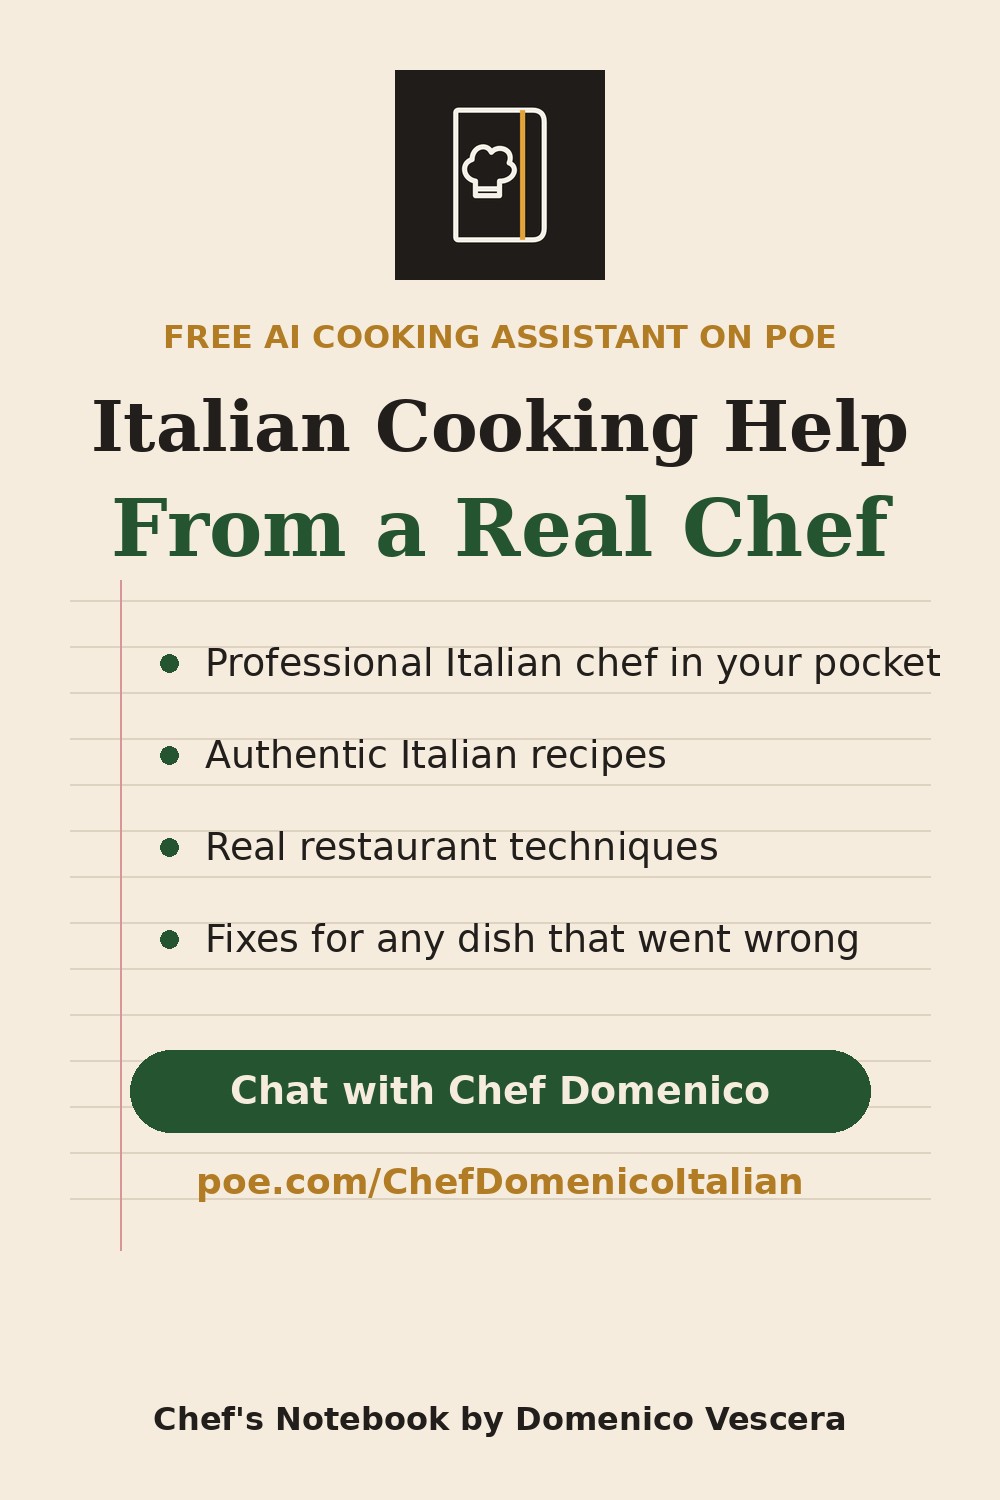 FREE AI COOKING ASSISTANT ON POE
Italian Cooking Help
From a Real Chef
Professional Italian chef in your pocket
Authentic Italian recipes
Real restaurant techniques
Fixes for any dish that went wrong
Chat with Chef Domenico
poe.com/ChefDomenicoItalian
Chef's Notebook by Domenico Vescera